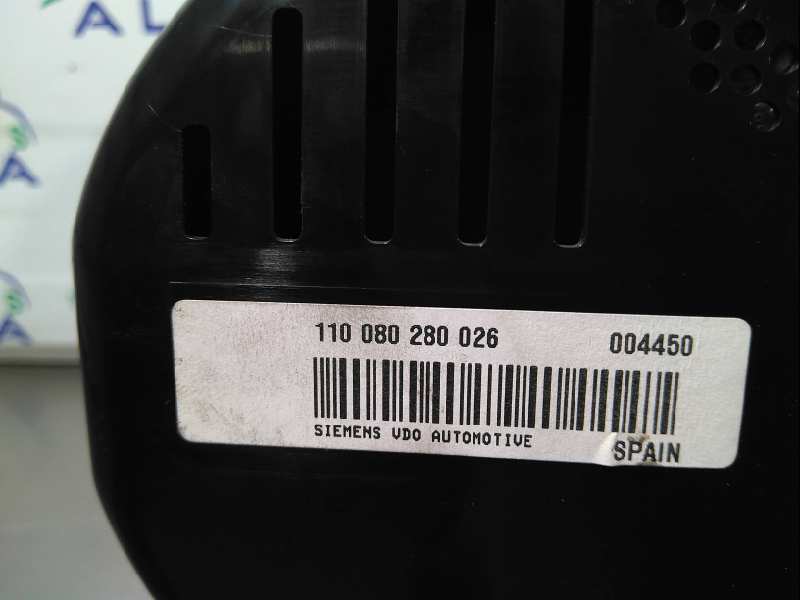 110 080 280 026 004450
SIEMENS VDO AUTOMOTIVE SPAIN